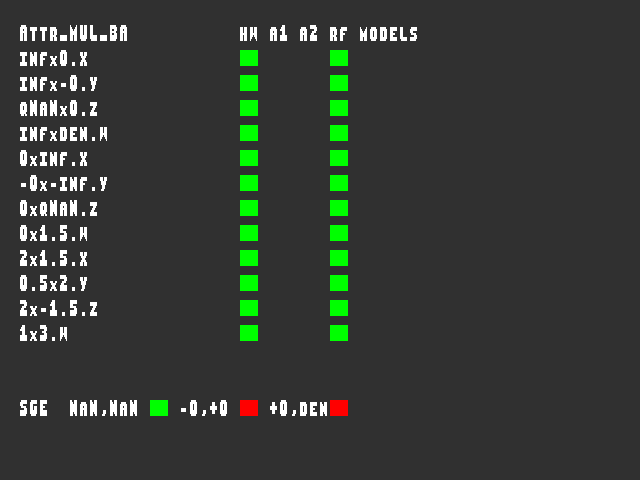 ATTR_MUL_BA HW A1 A2 RF MODELS
INFx0.X
INFx-0.Y
QNANx0.Z
INFxDEN.W
0xINF.X
-0x-INF.Y
0xQNAN.Z
0x1.5.W
2x1.5.X
0.5x2.Y
2x-1.5.Z
1x3.W
SGE NAN,NAN -0,+0 +0,DEN